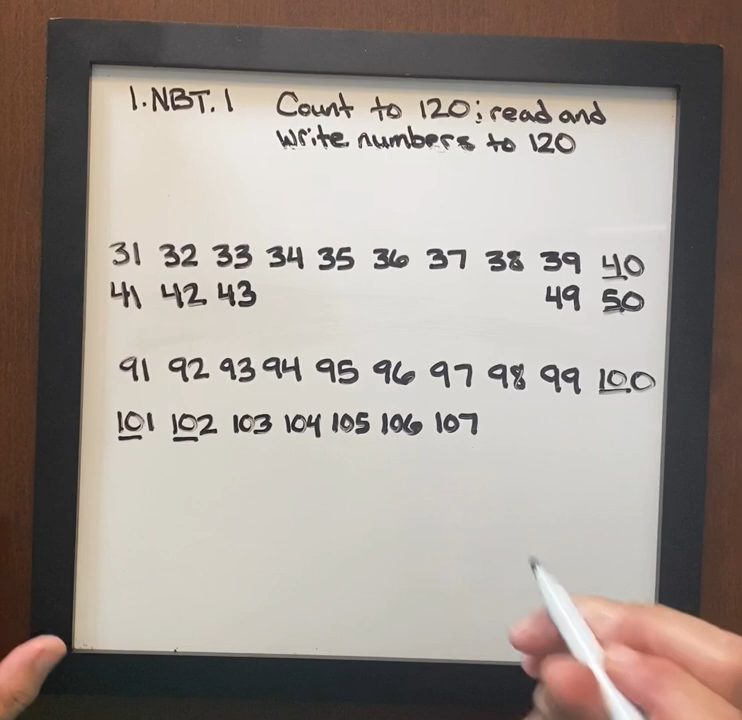 1.NBT.1 Count to 120; read and
write numbers to 120
31 32 33 34 35 36 37 38 39 40
41 42 43 49 50
91 92 93 94 95 96 97 98 99 100
101 102 103 104 105 106 107